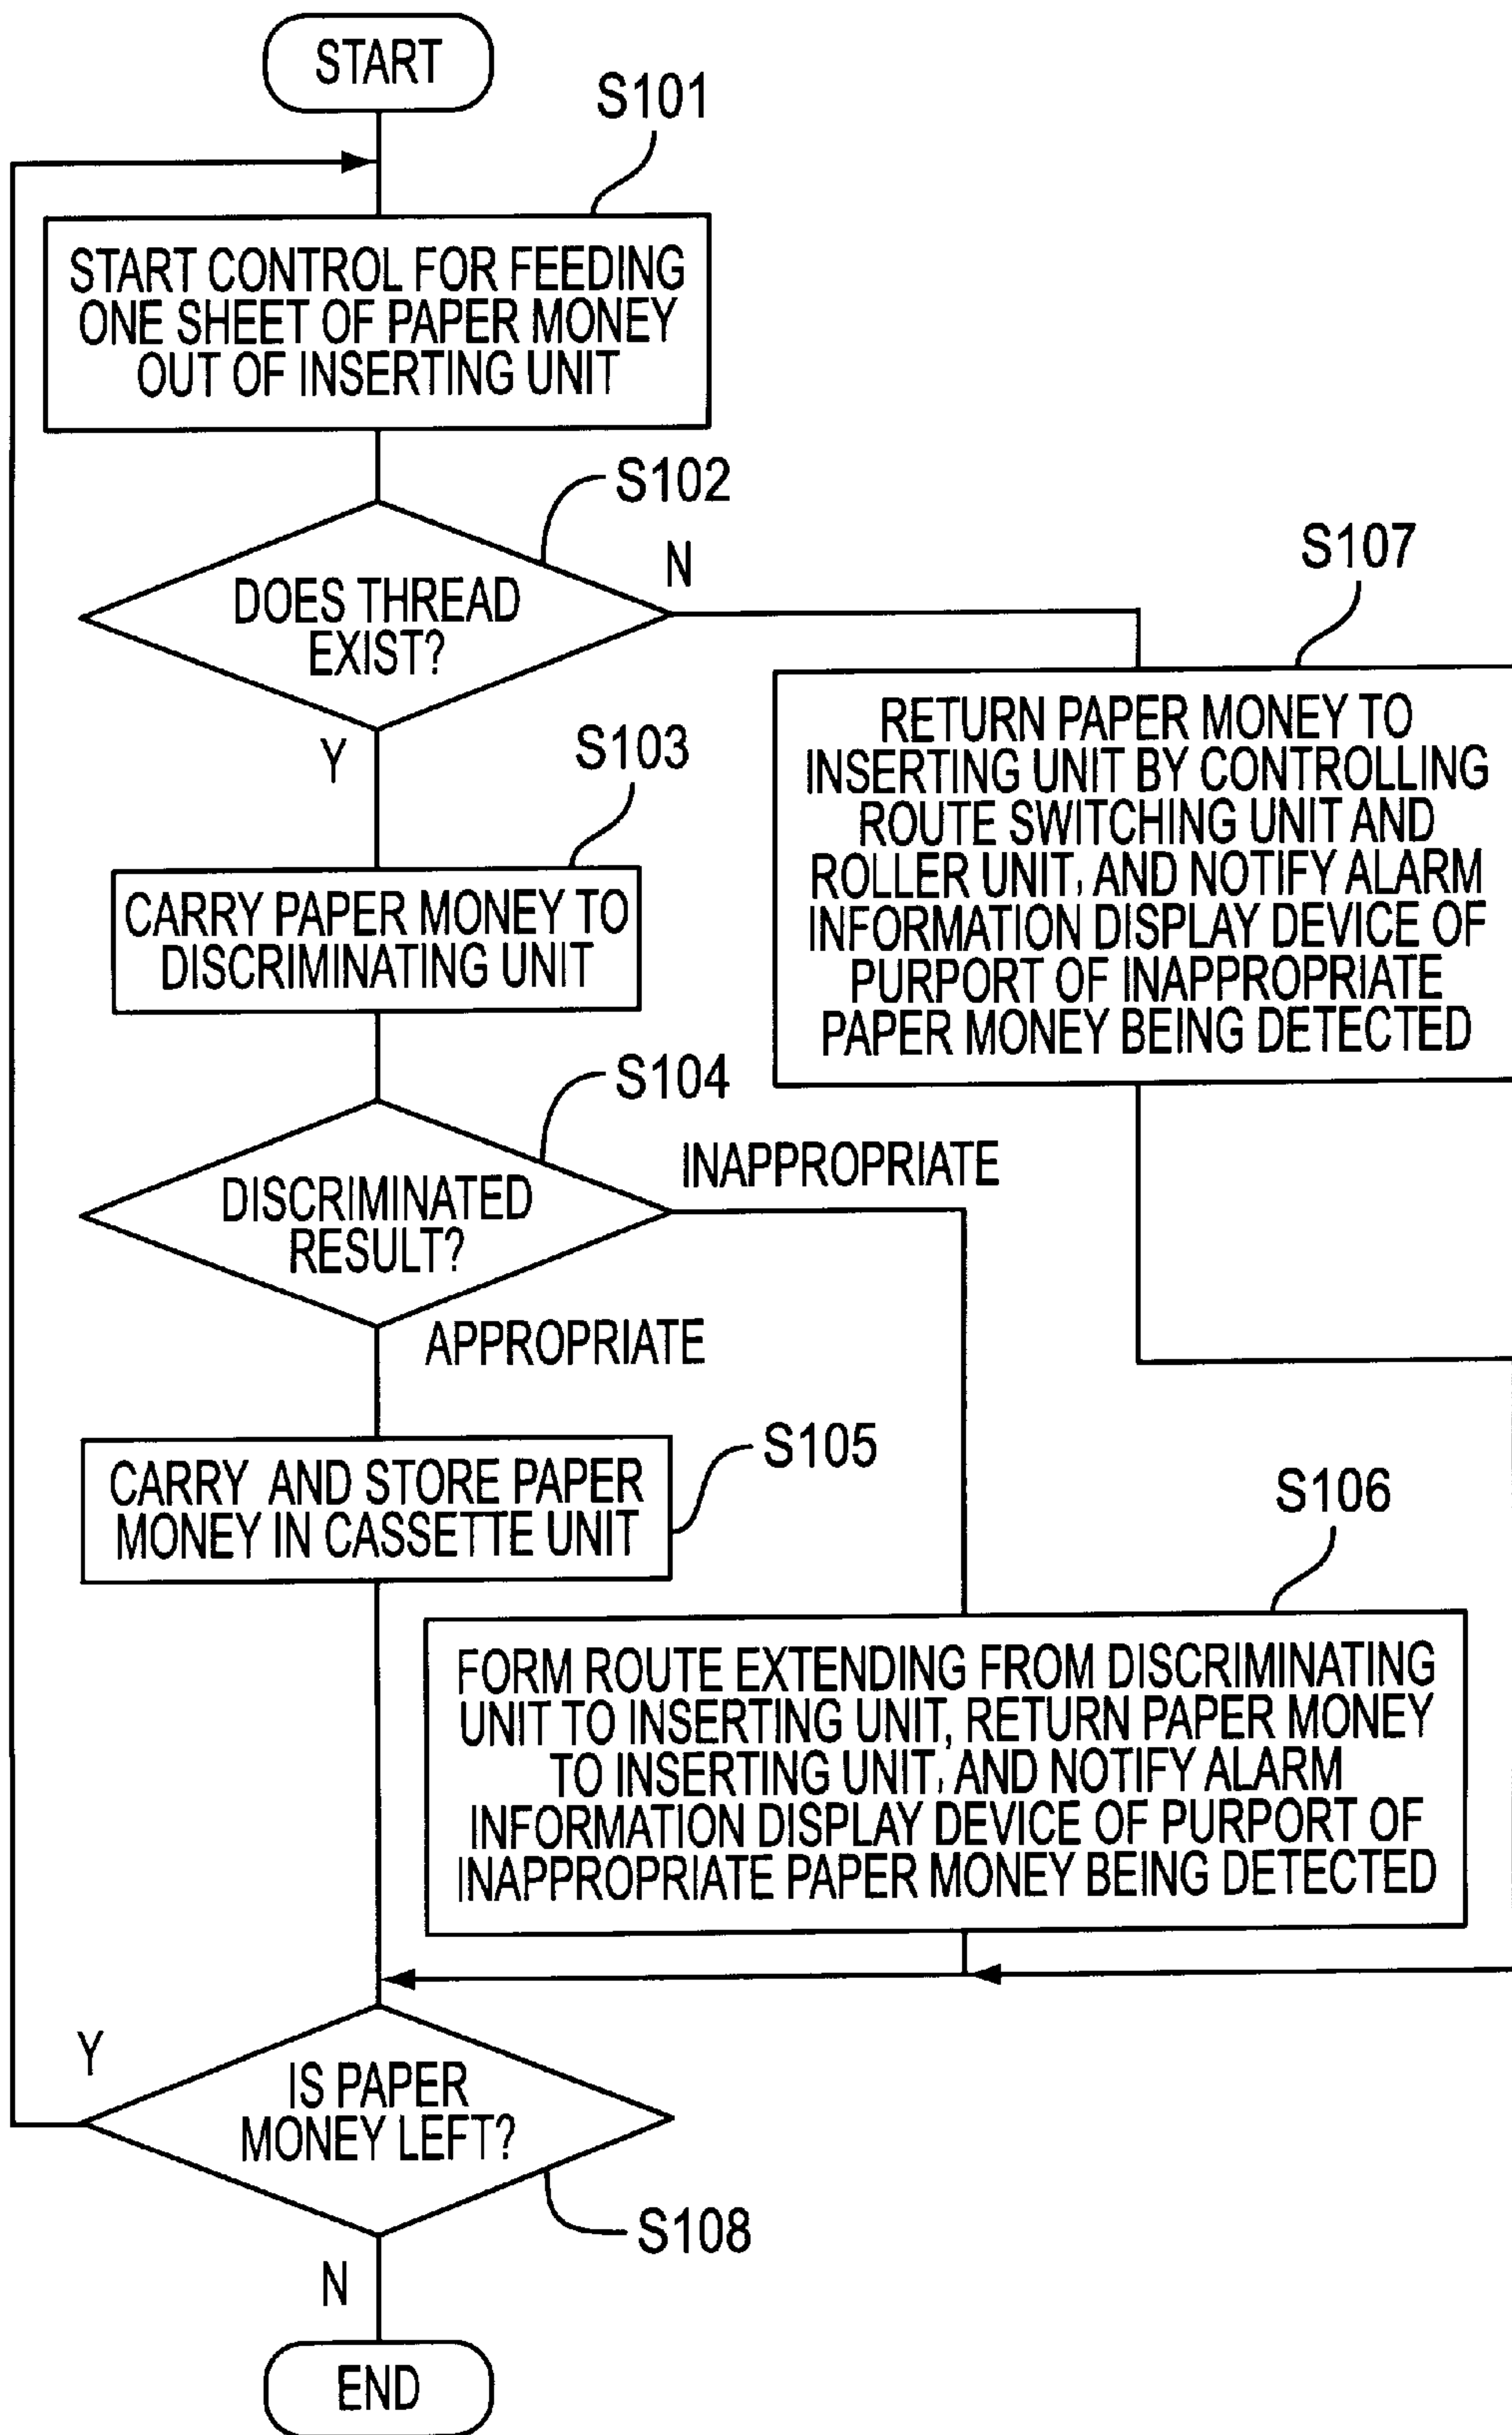 START
S101
START CONTROL FOR FEEDING
ONE SHEET OF PAPER MONEY
OUT OF INSERTING UNIT
S102
DOES THREAD
EXIST?
N
Y
S107
RETURN PAPER MONEY TO
INSERTING UNIT BY CONTROLLING
ROUTE SWITCHING UNIT AND
ROLLER UNIT, AND NOTIFY ALARM
INFORMATION DISPLAY DEVICE OF
PURPORT OF INAPPROPRIATE
PAPER MONEY BEING DETECTED
S103
CARRY PAPER MONEY TO
DISCRIMINATING UNIT
S104
DISCRIMINATED
RESULT?
INAPPROPRIATE
APPROPRIATE
S105
CARRY AND STORE PAPER
MONEY IN CASSETTE UNIT
S106
FORM ROUTE EXTENDING FROM DISCRIMINATING
UNIT TO INSERTING UNIT, RETURN PAPER MONEY
TO INSERTING UNIT, AND NOTIFY ALARM
INFORMATION DISPLAY DEVICE OF PURPORT OF
INAPPROPRIATE PAPER MONEY BEING DETECTED
Y
IS PAPER
MONEY LEFT?
S108
N
END